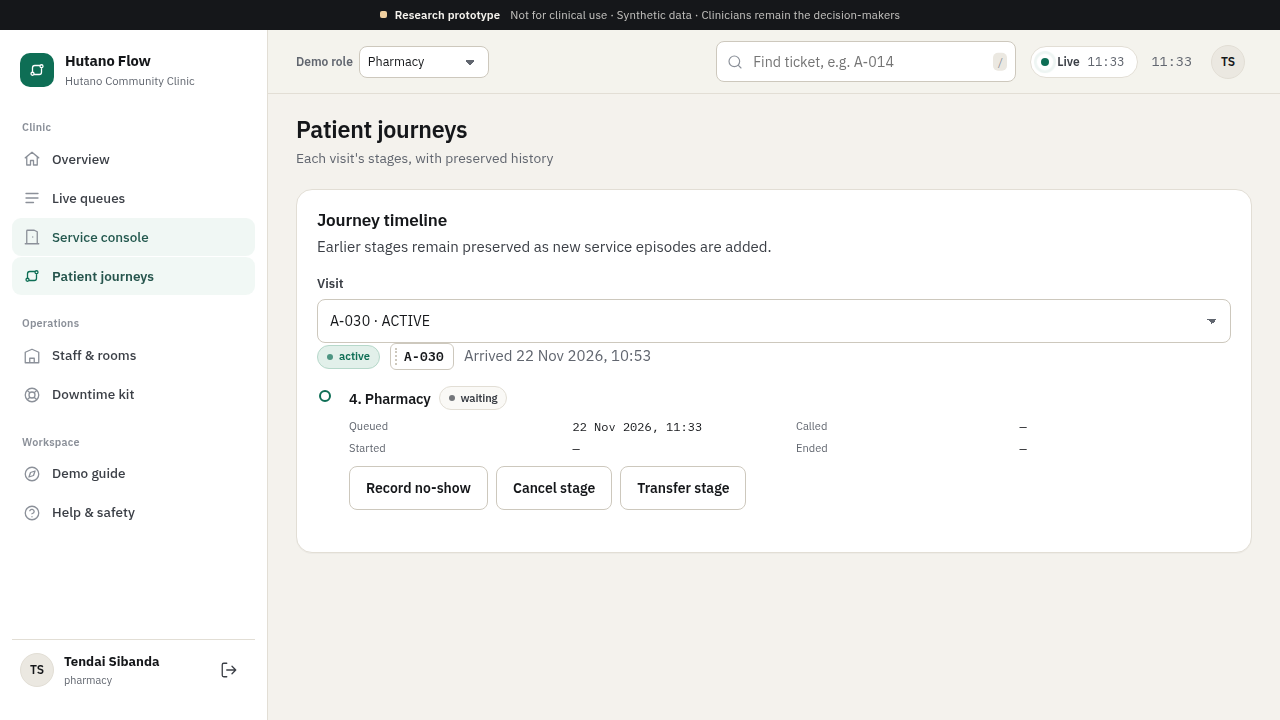 Research prototype Not for clinical use · Synthetic data · Clinicians remain the decision-makers
Hutano Flow
Hutano Community Clinic
Clinic
Overview
Live queues
Service console
Patient journeys
Operations
Staff & rooms
Downtime kit
Workspace
Demo guide
Help & safety
TS
Tendai Sibanda
pharmacy
Demo role Pharmacy
Find ticket, e.g. A-014 /
Live 11:33
11:33
TS
Patient journeys
Each visit's stages, with preserved history
Journey timeline
Earlier stages remain preserved as new service episodes are added.
Visit
A-030 · ACTIVE
active A-030 Arrived 22 Nov 2026, 10:53
4. Pharmacy waiting
Queued 22 Nov 2026, 11:33 Called —
Started — Ended —
Record no-show Cancel stage Transfer stage